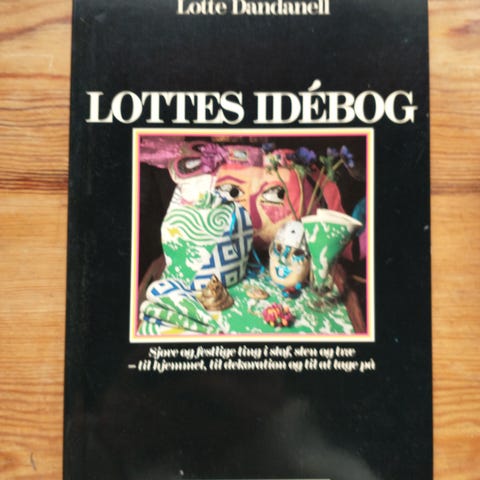 Lotte Dandanell
LOTTES IDÉBOG
Sjove og festlige ting i stof, sten og træ
– til hjemmet, til dekoration og til at tage på